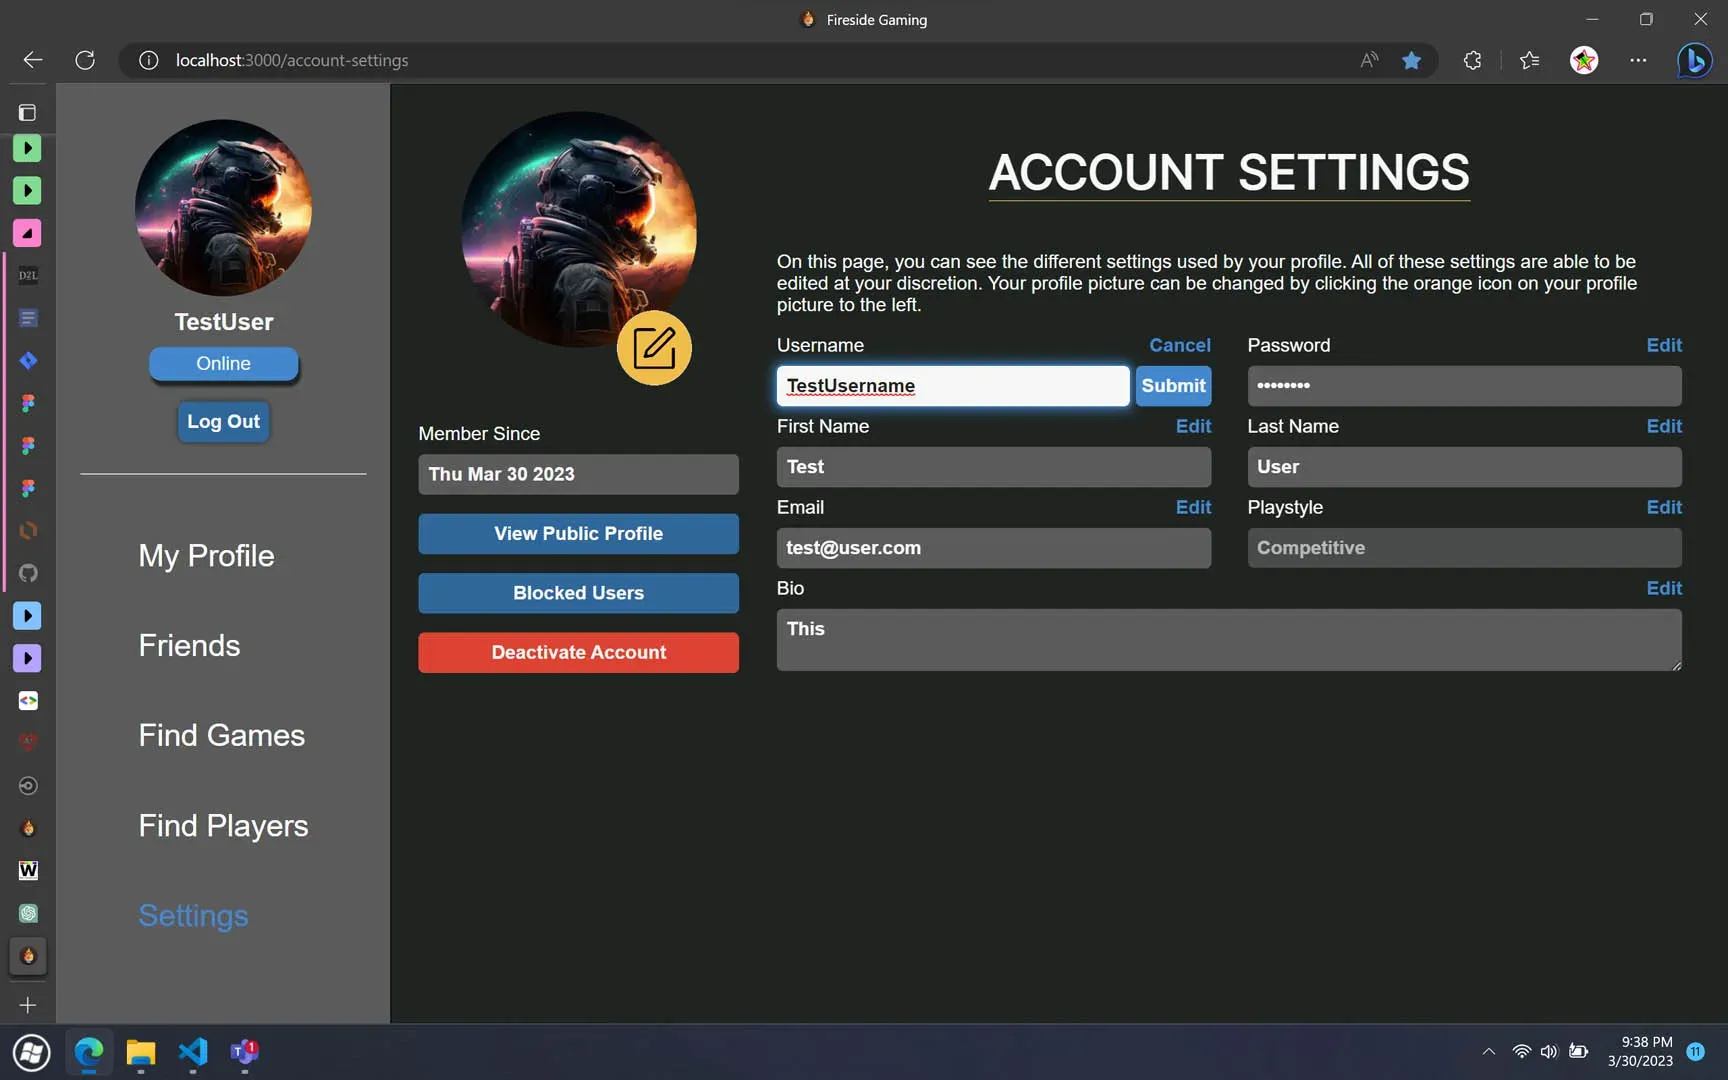 Fireside Gaming
localhost:3000/account-settings
D2L
TestUser
Online
Log Out
My Profile
Friends
Find Games
Find Players
Settings
Member Since
Thu Mar 30 2023
View Public Profile
Blocked Users
Deactivate Account
ACCOUNT SETTINGS
On this page, you can see the different settings used by your profile. All of these settings are able to be
edited at your discretion. Your profile picture can be changed by clicking the orange icon on your profile
picture to the left.
Username Cancel Password Edit
TestUsername Submit ••••••••
First Name Edit Last Name Edit
Test User
Email Edit Playstyle Edit
test@user.com Competitive
Bio Edit
This
W
T 1
9:38 PM
3/30/2023
11